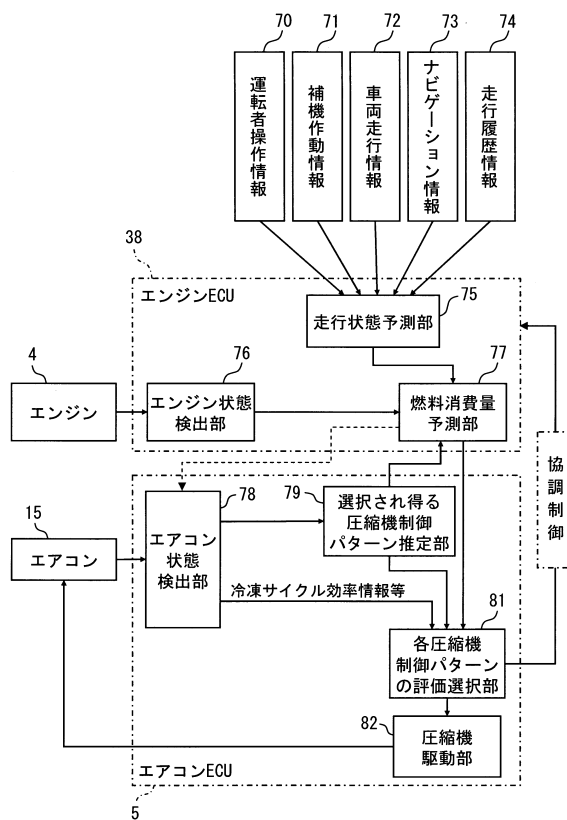 70
71
72
73
74
運転者操作情報
補機作動情報
車両走行情報
ナビゲーション情報
走行履歴情報
38
エンジンECU
走行状態予測部
75
4
エンジン
76
エンジン状態
検出部
77
燃料消費量
予測部
協調制御
15
エアコン
78
エアコン
状態
検出部
79
選択され得る
圧縮機制御
パターン推定部
冷凍サイクル効率情報等
81
各圧縮機
制御パターン
の評価選択部
82
圧縮機
駆動部
エアコンECU
5